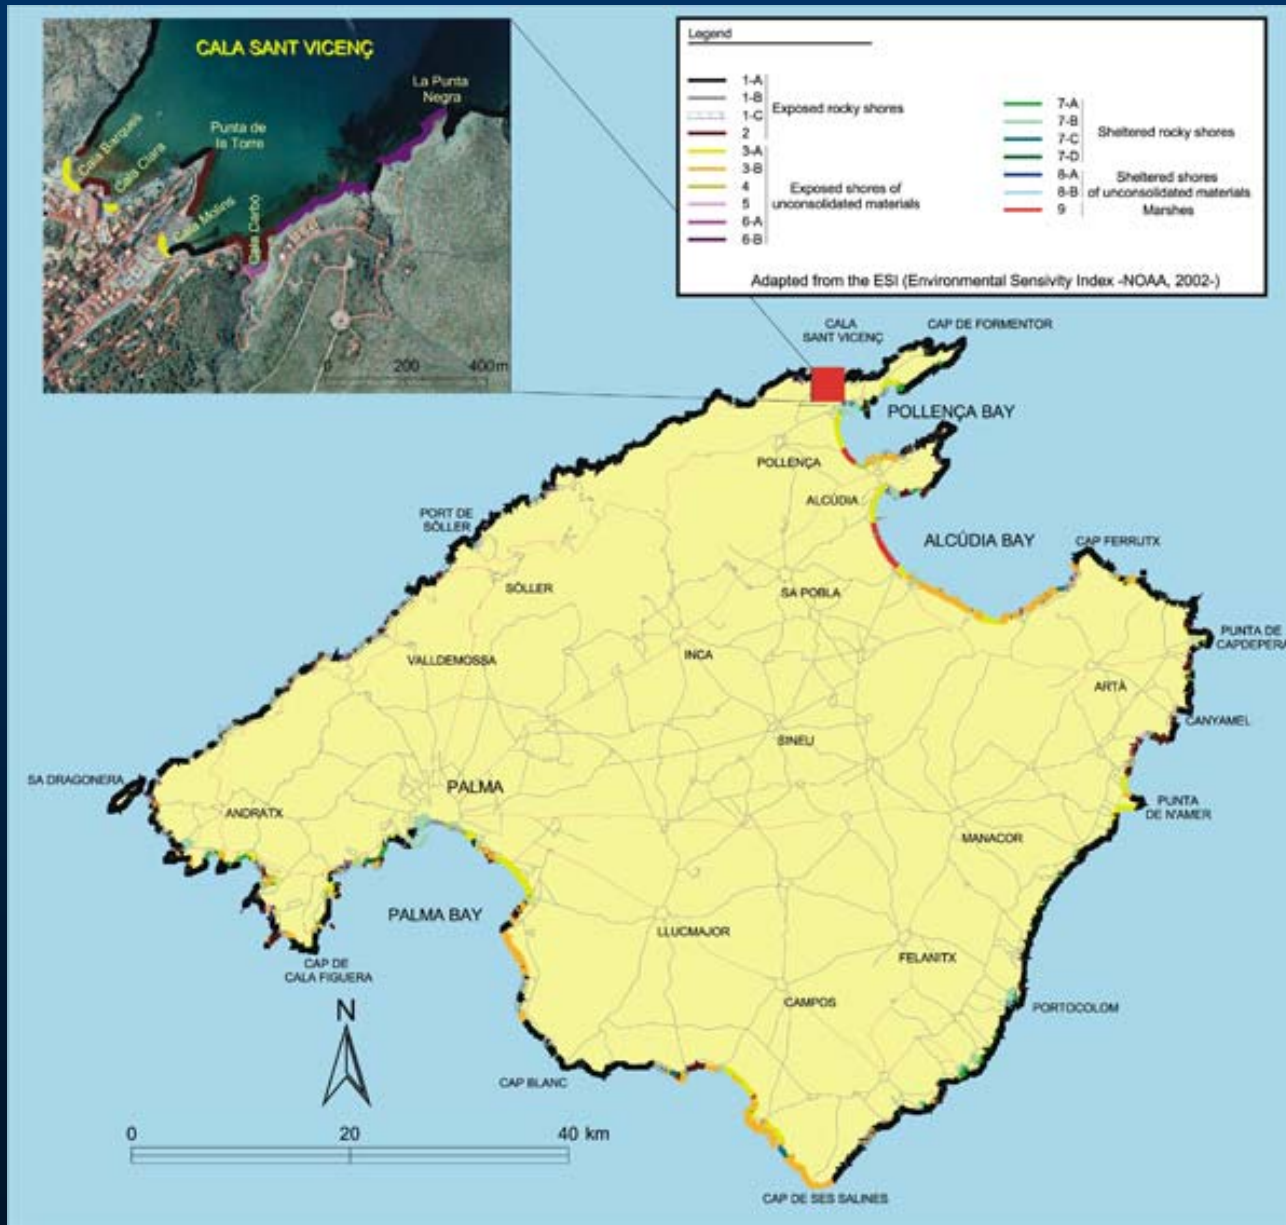 CALA SANT VICENÇ
La Punta
Negra
Punta de
la Torre
Cala Barques
Cala Clara
Cala Molins
Cala Carbó
0 200 400m
Legend
1-A
1-B
1-C
2
Exposed rocky shores
3-A
3-B
4
5
6-A
6-B
Exposed shores of
unconsolidated materials
7-A
7-B
7-C
7-D
Sheltered rocky shores
8-A
8-B
Sheltered shores
of unconsolidated materials
9 Marshes
Adapted from the ESI (Environmental Sensivity Index -NOAA, 2002-)
CALA
SANT VICENÇ
CAP DE FORMENTOR
POLLENÇA BAY
POLLENÇA
ALCÚDIA
PORT DE
SÓLLER
ALCÚDIA BAY
CAP FERRUTX
SÓLLER
SA POBLA
PUNTA DE
CAPDEPERA
VALLDEMOSSA
INCA
ARTÀ
CANYAMEL
SINEU
SA DRAGONERA
PALMA
ANDRATX
PUNTA
DE N'AMER
MANACOR
PALMA BAY
LLUCMAJOR
FELANITX
CAP DE
CALA FIGUERA
CAMPOS
PORTOCOLOM
N
CAP BLANC
0 20 40 km
CAP DE SES SALINES